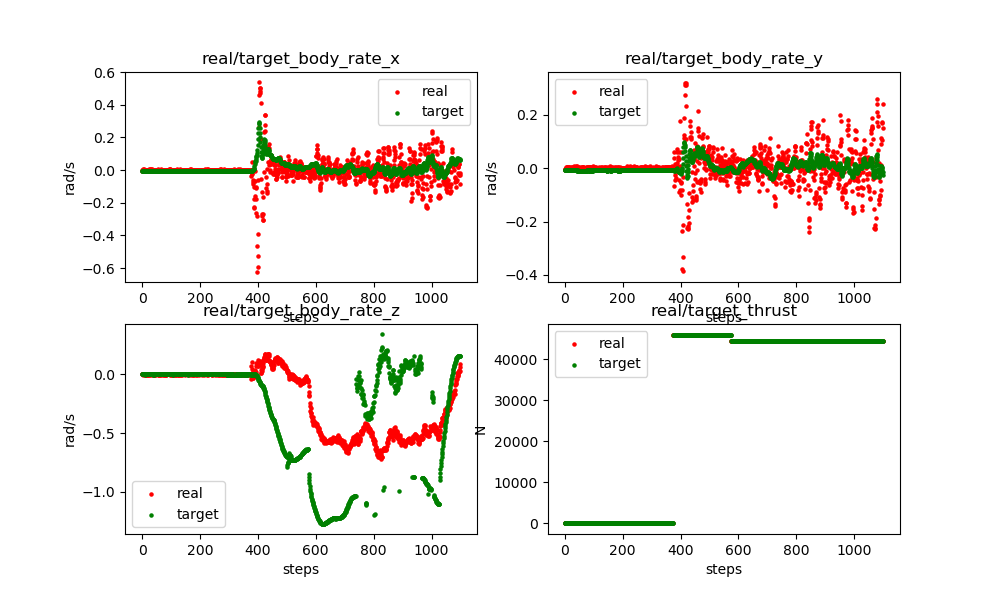 real/target_body_rate_x
0.6
0.4
0.2
0.0
−0.2
−0.4
−0.6
rad/s
real
target
0 200 400 600 800 1000
steps
real/target_body_rate_y
0.2
0.0
−0.2
−0.4
rad/s
real
target
0 200 400 600 800 1000
steps
real/target_body_rate_z
0.0
−0.5
−1.0
rad/s
real
target
0 200 400 600 800 1000
steps
real/target_thrust
40000
30000
20000
10000
0
N
real
target
0 200 400 600 800 1000
steps